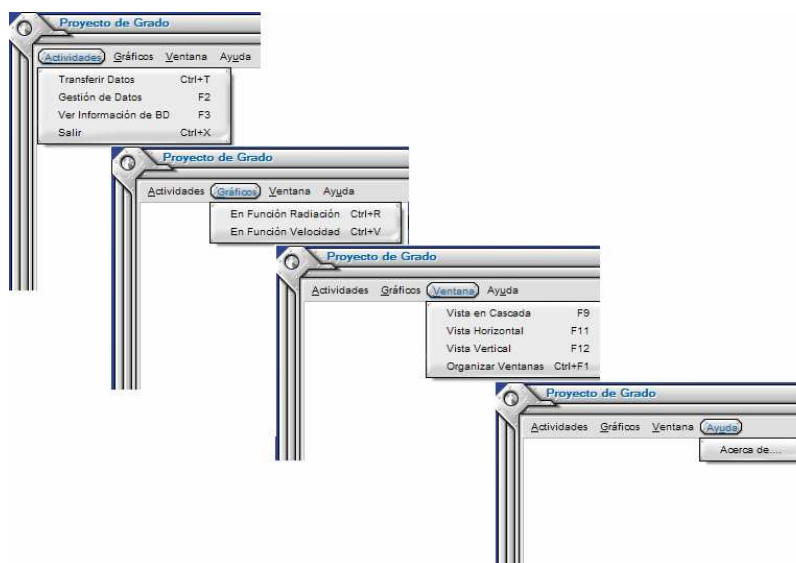 Proyecto de Grado
Actividades Gráficos Ventana Ayuda
Transferir Datos Ctrl+T
Gestión de Datos F2
Ver Información de BD F3
Salir Ctrl+X
Proyecto de Grado
Actividades Gráficos Ventana Ayuda
En Función Radiación Ctrl+R
En Función Velocidad Ctrl+V
Proyecto de Grado
Actividades Gráficos Ventana Ayuda
Vista en Cascada F9
Vista Horizontal F11
Vista Vertical F12
Organizar Ventanas Ctrl+F1
Proyecto de Grado
Actividades Gráficos Ventana Ayuda
Acerca de....